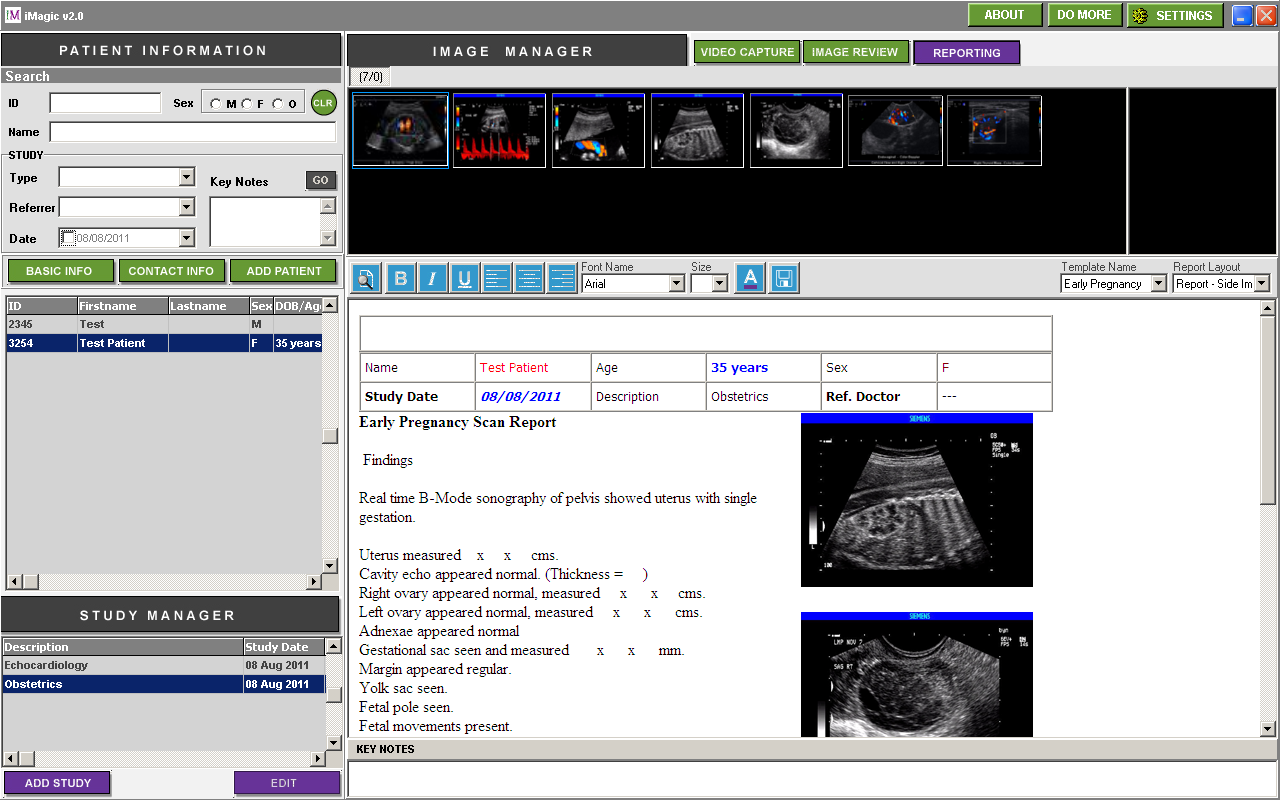 iMagic v2.0
ABOUT
DO MORE
SETTINGS
PATIENT INFORMATION
Search
ID
Sex
M
F
O
CLR
Name
STUDY
Type
Key Notes
GO
Referrer
Date
08/08/2011
BASIC INFO
CONTACT INFO
ADD PATIENT
ID Firstname Lastname Sex DOB/Age
2345 Test M
3254 Test Patient F 35 years
STUDY MANAGER
Description Study Date
Echocardiology 08 Aug 2011
Obstetrics 08 Aug 2011
ADD STUDY
EDIT
IMAGE MANAGER
VIDEO CAPTURE
IMAGE REVIEW
REPORTING
(7/0)
B I U
Font Name
Arial
Size
A
Template Name
Early Pregnancy
Report Layout
Report - Side Im
Name Test Patient Age 35 years Sex F
Study Date 08/08/2011 Description Obstetrics Ref. Doctor ---
Early Pregnancy Scan Report
Findings
Real time B-Mode sonography of pelvis showed uterus with single
gestation.
Uterus measured x x cms.
Cavity echo appeared normal. (Thickness = )
Right ovary appeared normal, measured x x cms.
Left ovary appeared normal, measured x x cms.
Adnexae appeared normal
Gestational sac seen and measured x x mm.
Margin appeared regular.
Yolk sac seen.
Fetal pole seen.
Fetal movements present.
SIEMENS
Single
SIEMENS
LMP NOV 7
SAG RT
KEY NOTES